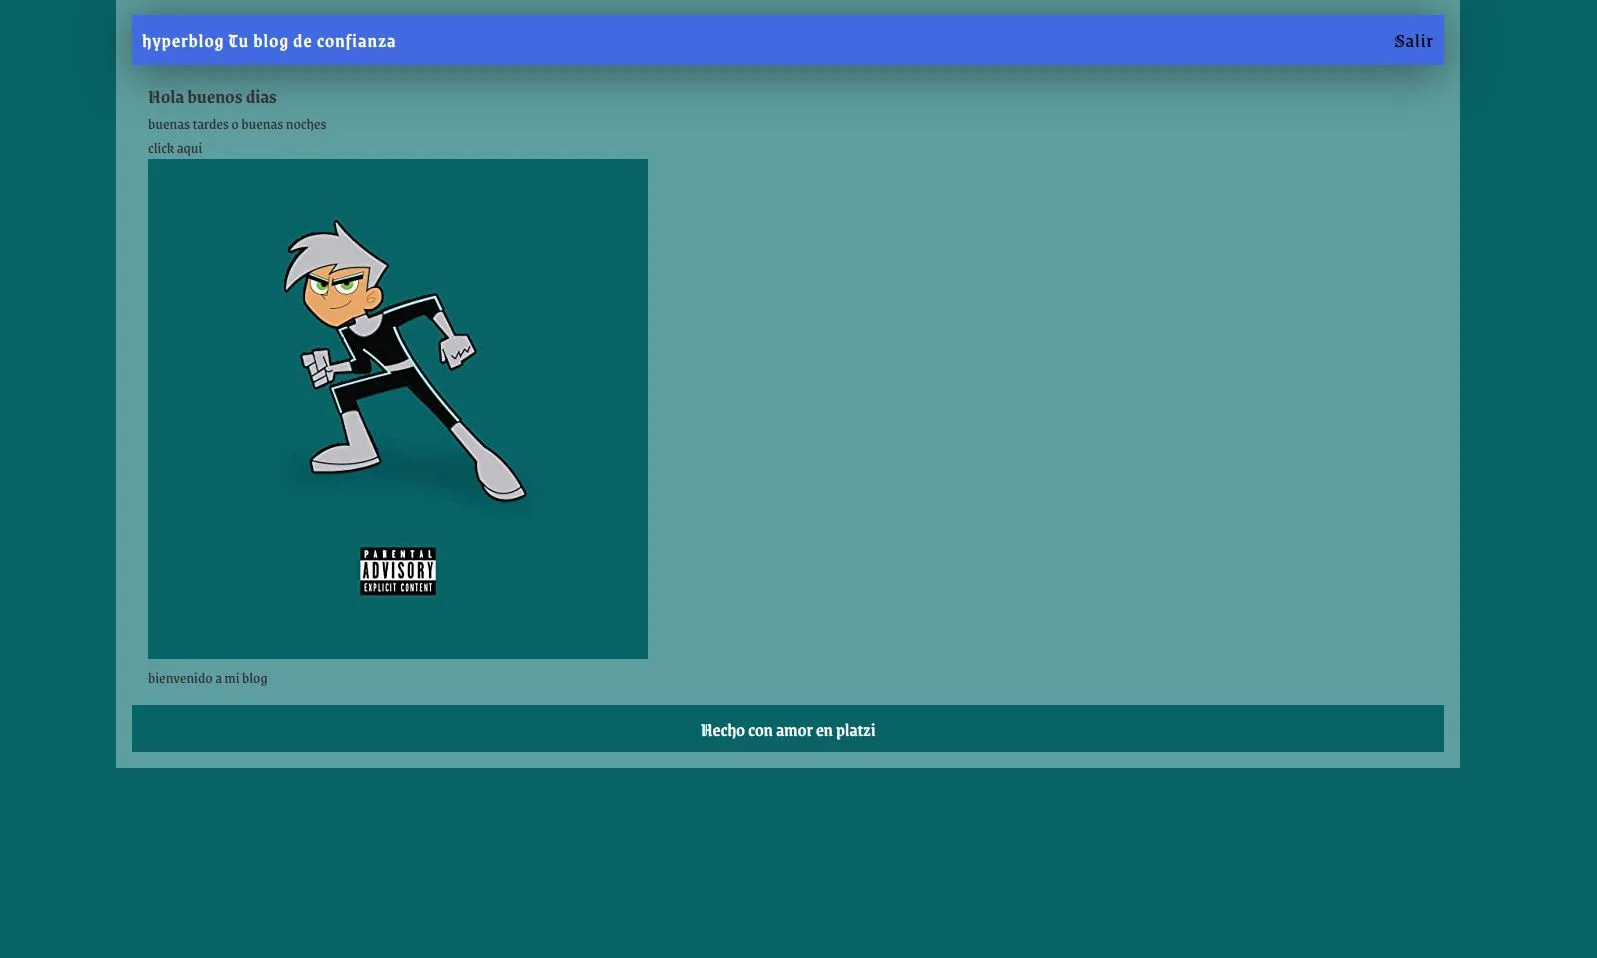 hyperblog Tu blog de confianza
Salir
Hola buenos dias
buenas tardes o buenas noches
click aqui
PARENTAL
ADVISORY
EXPLICIT CONTENT
bienvenido a mi blog
Hecho con amor en platzi